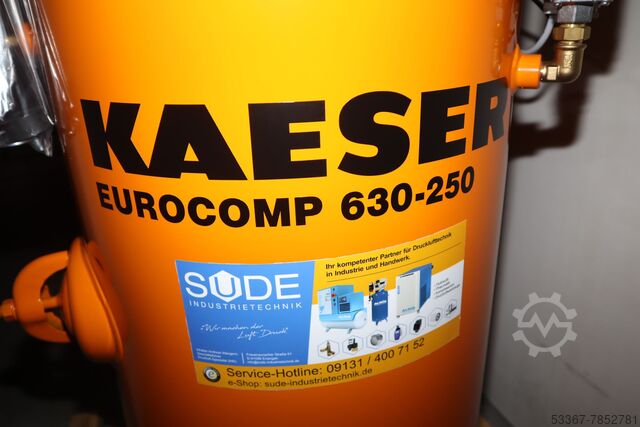 KAESER
EUROCOMP 630-250
Ihr kompetenter Partner für Drucklufttechnik
in Industrie und Handwerk.
SUDE
INDUSTRIETECHNIK
„Wir machen der
Luft Druck"
Service-Hotline: 09131 / 400 71 52
e-Shop: sude-industrietechnik.de
53367-7852781